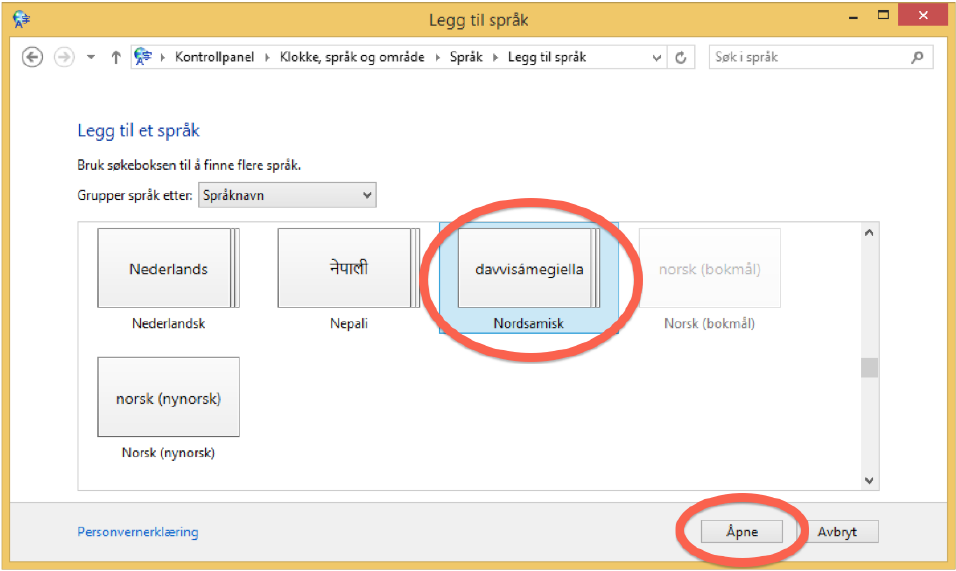 Legg til språk
Kontrollpanel Klokke, språk og område Språk Legg til språk
Søk i språk
Legg til et språk
Bruk søkeboksen til å finne flere språk.
Grupper språk etter: Språknavn
Nederlands नेपाली davvisámegiella norsk (bokmål)
Nederlandsk Nepali Nordsamisk Norsk (bokmål)
norsk (nynorsk)
Norsk (nynorsk)
Personvernerklæring Åpne Avbryt